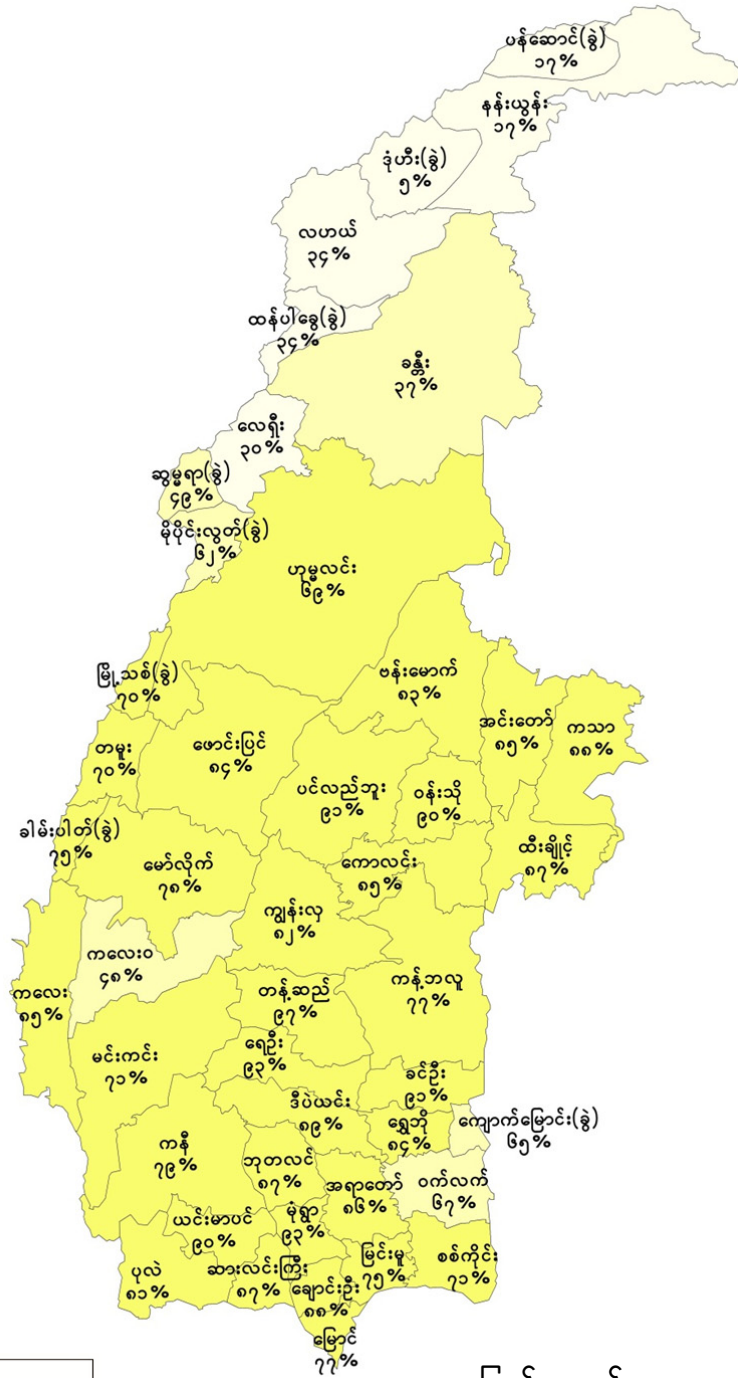 ပန်ဆောင်(ခွဲ)
၁၇%
နန်းယွန်း
၁၇%
ဒုံဟီး(ခွဲ)
၅%
လဟယ်
၃၄%
ထန်ပါခွေ(ခွဲ)
၃၄%
ခန္တီး
၃၇%
လေရှီး
၃၀%
ဆွမ္မရာ(ခွဲ)
၄၉%
မိုပိုင်းလွတ်(ခွဲ)
၆၂%
ဟုမ္မလင်း
၆၉%
ဗန်းမောက်
၈၃%
မြို့သစ်(ခွဲ)
၇၀%
အင်းတော်
၈၅%
ကသာ
၈၈%
တမူး
၇၀%
ဖောင်းပြင်
၈၄%
ပင်လည်ဘူး
၉၁%
ဝန်းသို
၉၀%
ခါမ်းပါတ်(ခွဲ)
၇၅%
မော်လိုက်
၇၈%
ကောလင်း
၈၅%
ထီးချိုင့်
၈၇%
ကျွန်းလှ
၈၂%
ကလေးဝ
၄၈%
ကလေး
၈၅%
တန့်ဆည်
၉၇%
ကန့်ဘလူ
၇၇%
မင်းကင်း
၇၁%
ရေဦး
၉၃%
ခင်ဦး
၉၁%
ဒီပဲယင်း
၈၉%
ရွှေဘို
၈၄%
ကျောက်မြောင်း(ခွဲ)
၆၅%
ကနီ
၇၉%
ဘုတလင်
၈၇%
အရာတော်
၈၆%
ဝက်လက်
၆၇%
ယင်းမာပင်
၉၀%
မုံရွာ
၉၃%
ပုလဲ
၈၁%
ဆားလင်းကြီး
၈၇%
ချောင်းဦး
၈၈%
မြင်းမူ
၇၅%
စစ်ကိုင်း
၇၁%
မြောင်
၇၇%